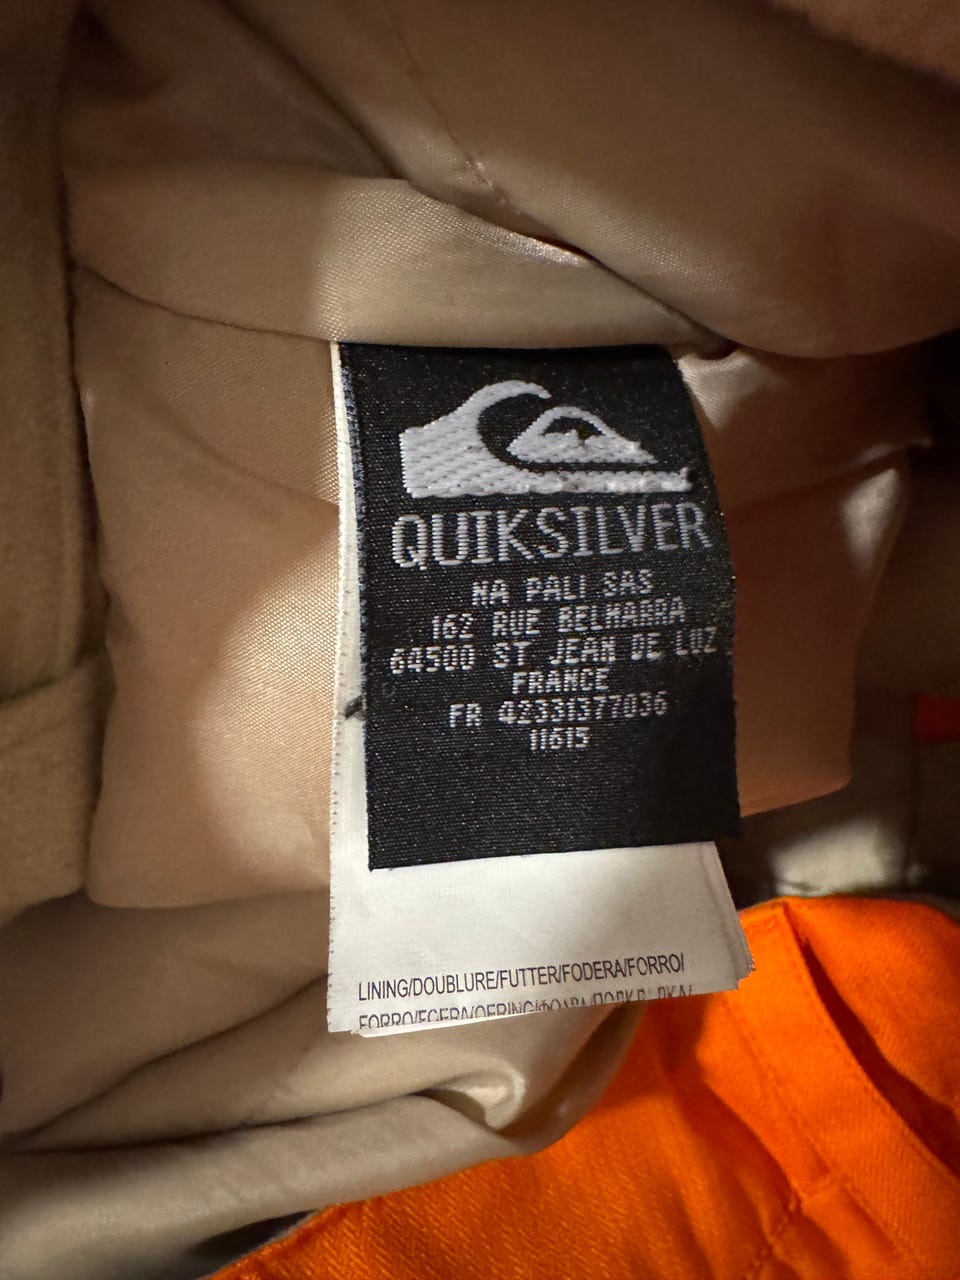 QUIKSILVER
NA PALI SAS
162 RUE BELHARRA
64500 ST JEAN DE LUZ
FRANCE
FR 42331377036
11615
LINING/DOUBLURE/FUTTER/FODERA/FORRO/